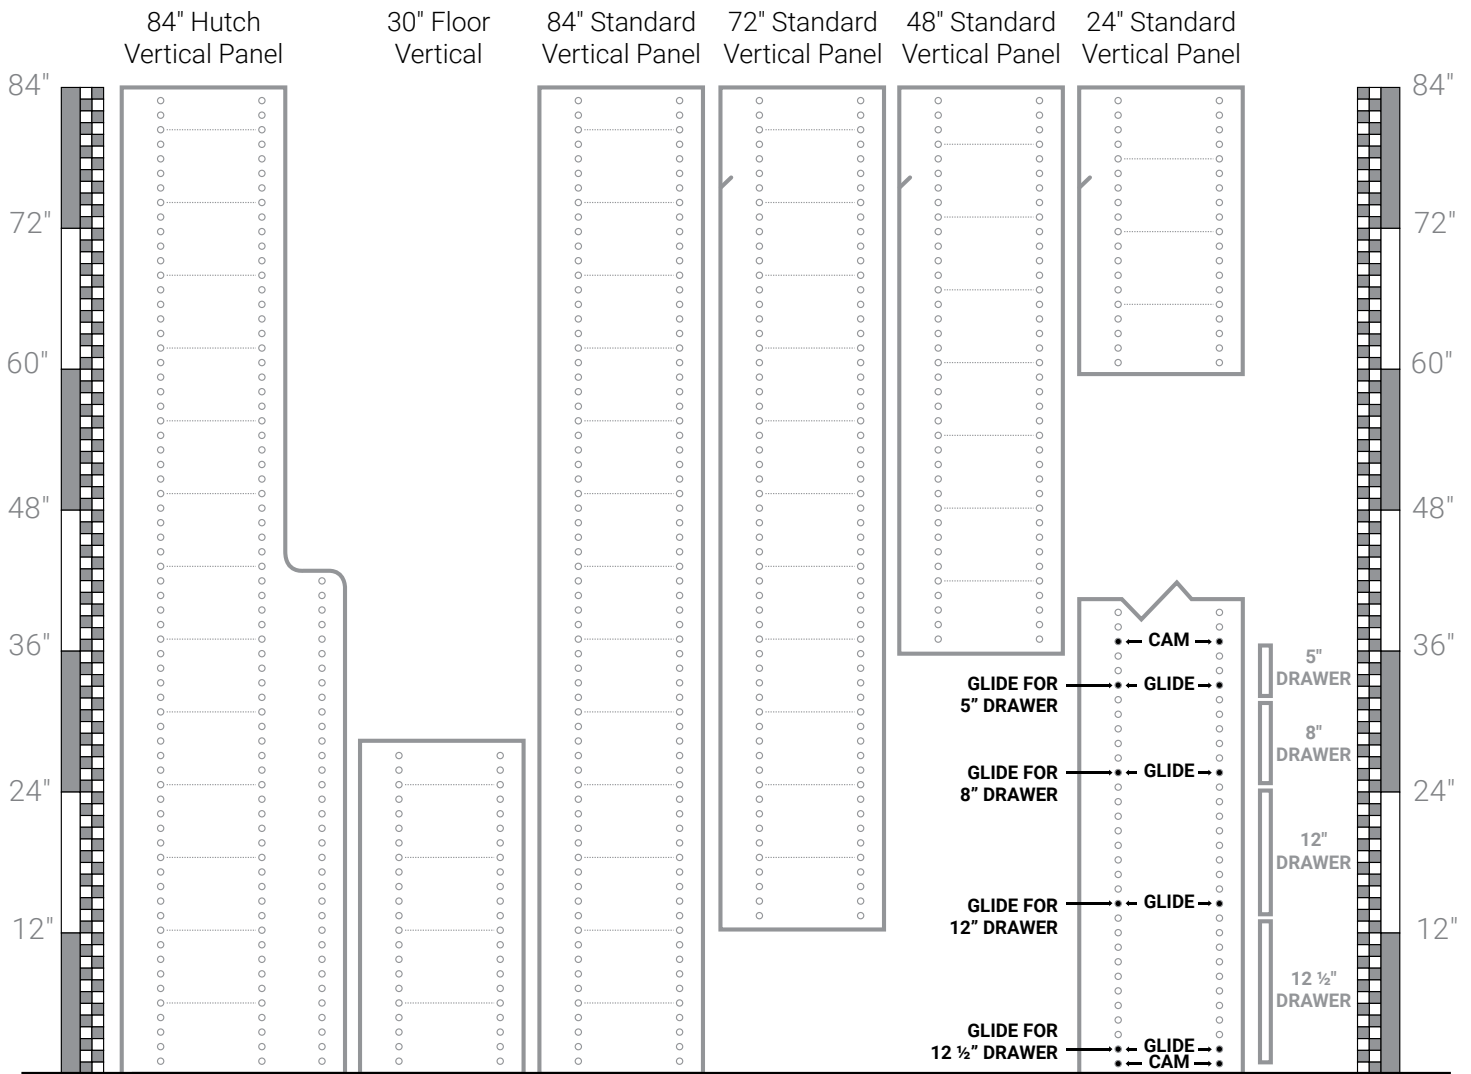 84" Hutch
Vertical Panel
30" Floor
Vertical
84" Standard
Vertical Panel
72" Standard
Vertical Panel
48" Standard
Vertical Panel
24" Standard
Vertical Panel
84"
72"
60"
48"
36"
24"
12"
CAM
GLIDE FOR
5” DRAWER
GLIDE
GLIDE FOR
8” DRAWER
GLIDE
GLIDE FOR
12” DRAWER
GLIDE
GLIDE FOR
12 ½” DRAWER
GLIDE
CAM
5"
DRAWER
8"
DRAWER
12"
DRAWER
12 ½"
DRAWER
84"
72"
60"
48"
36"
24"
12"